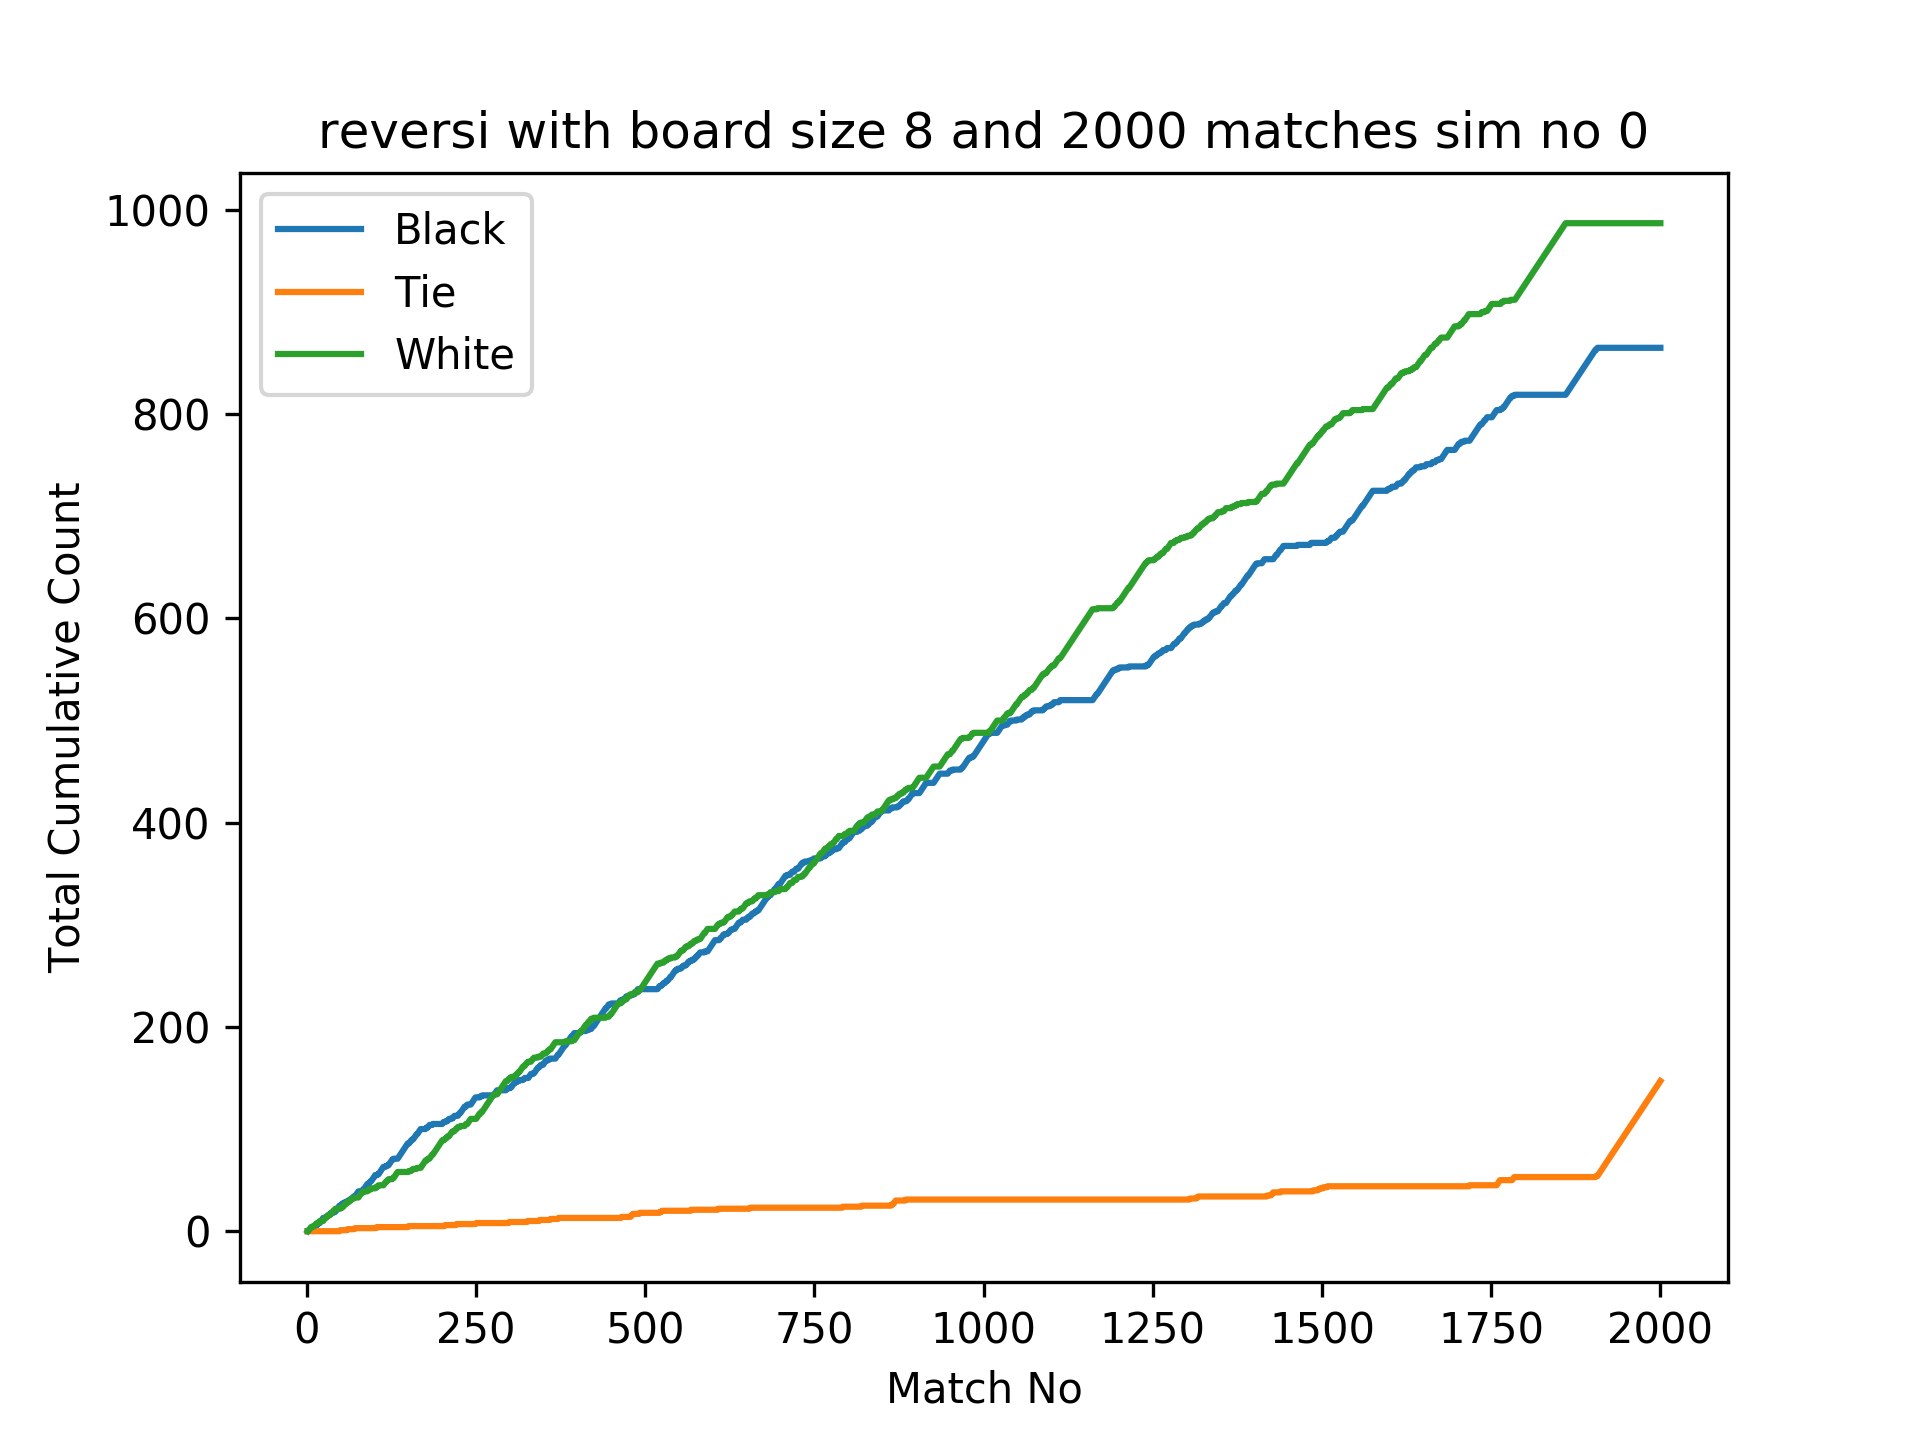 reversi with board size 8 and 2000 matches sim no 0
Black
Tie
White
1000
800
600
400
200
0
Total Cumulative Count
0 250 500 750 1000 1250 1500 1750 2000
Match No